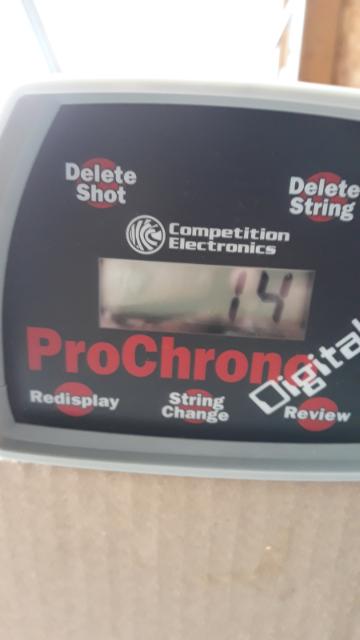 Delete
Shot
Delete
String
Competition
Electronics
14
ProChrono
Digital
Redisplay
String
Change
Review